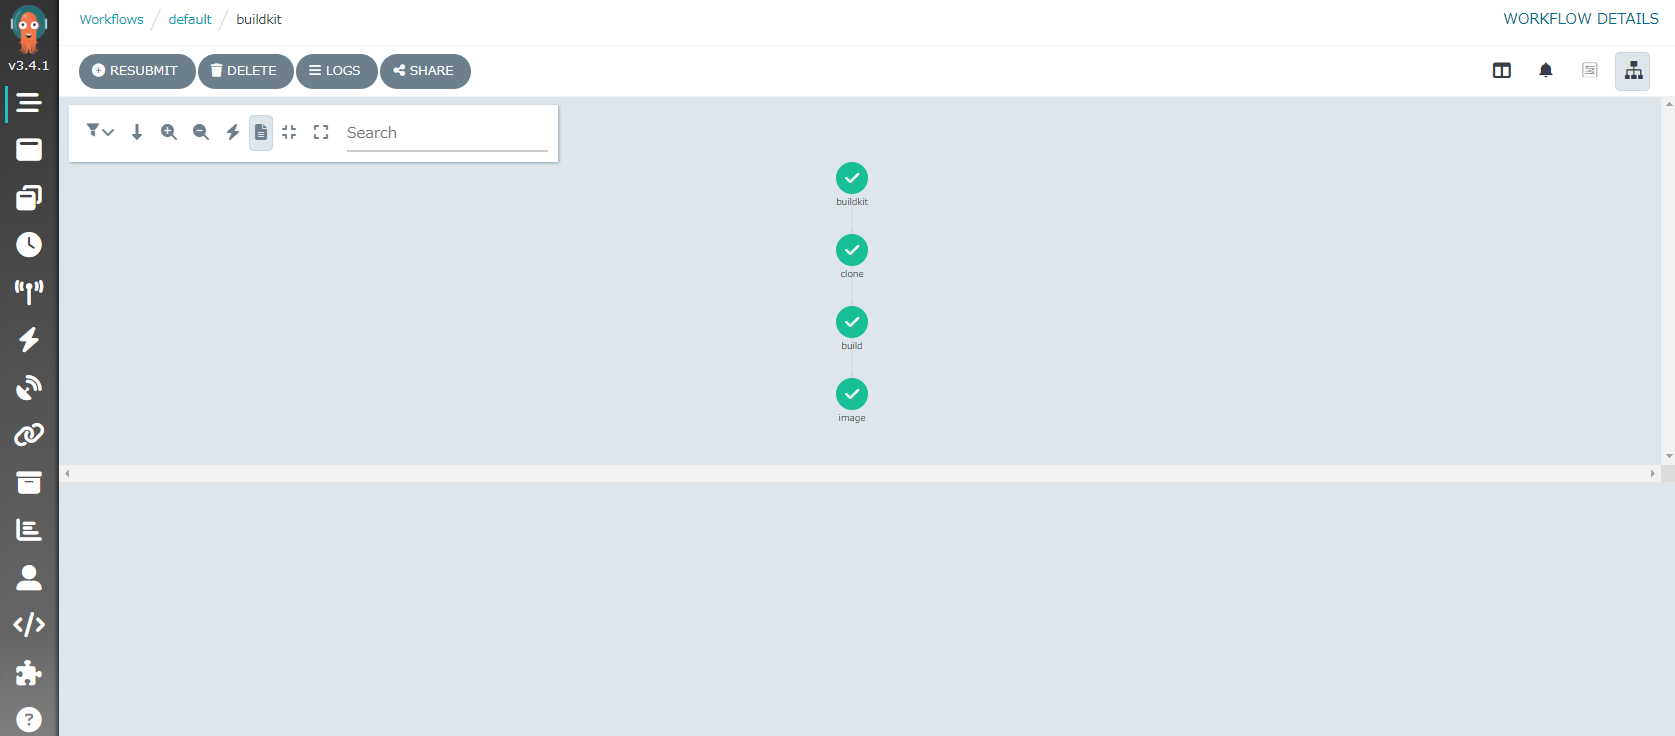 Workflows / default / buildkit
WORKFLOW DETAILS
v3.4.1
RESUBMIT DELETE LOGS SHARE
Search
buildkit
clone
build
image